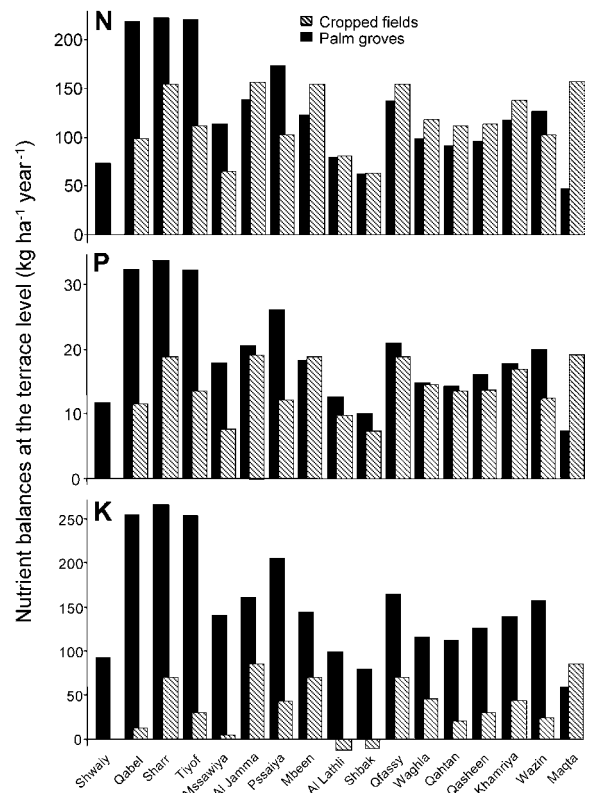 Nutrient balances at the terrace level (kg ha⁻¹ year⁻¹)
N
Cropped fields
Palm groves
200
150
100
50
0
P
30
20
10
0
K
250
200
150
100
50
0
Shwaiy
Qabel
Sharr
Tiyof
Mssawiya
Al Jamma
Pssaiya
Mbeen
Al Lathli
Shbak
Qfassy
Waghla
Qahtan
Qasheen
Khamriya
Wazin
Maqta